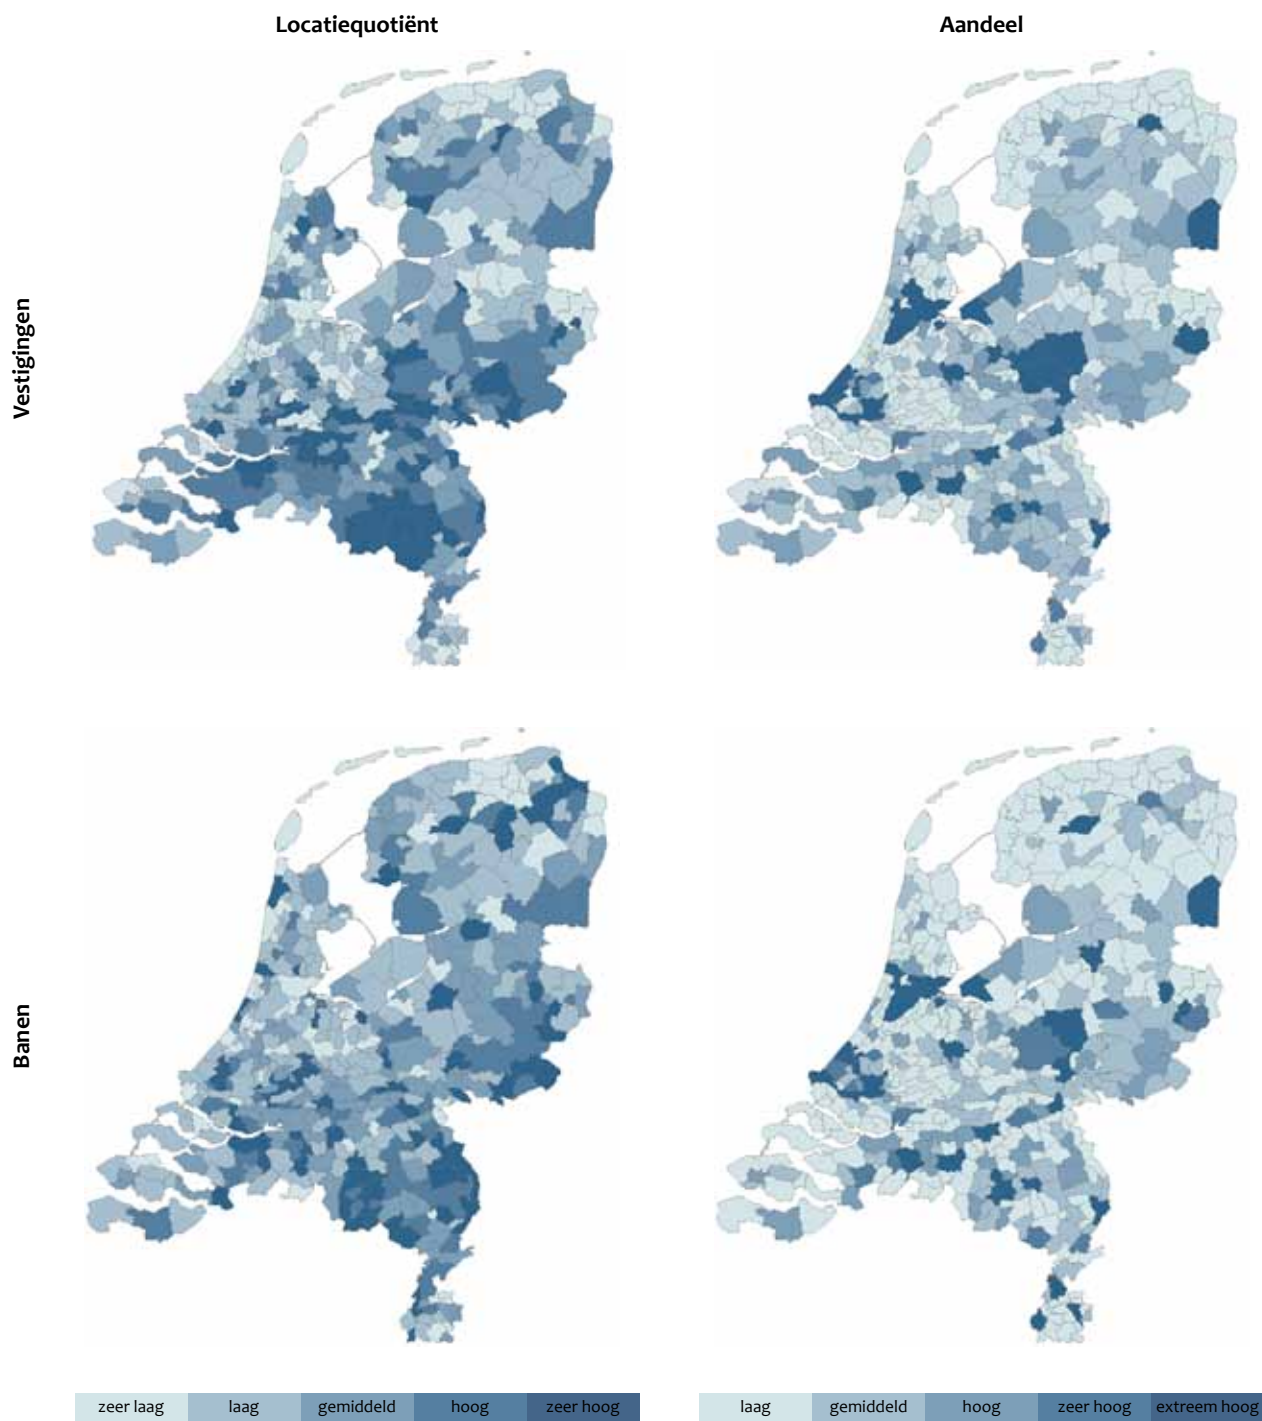 Locatiequotiënt
Aandeel
Vestigingen
Banen
zeer laag laag gemiddeld hoog zeer hoog
laag gemiddeld hoog zeer hoog extreem hoog